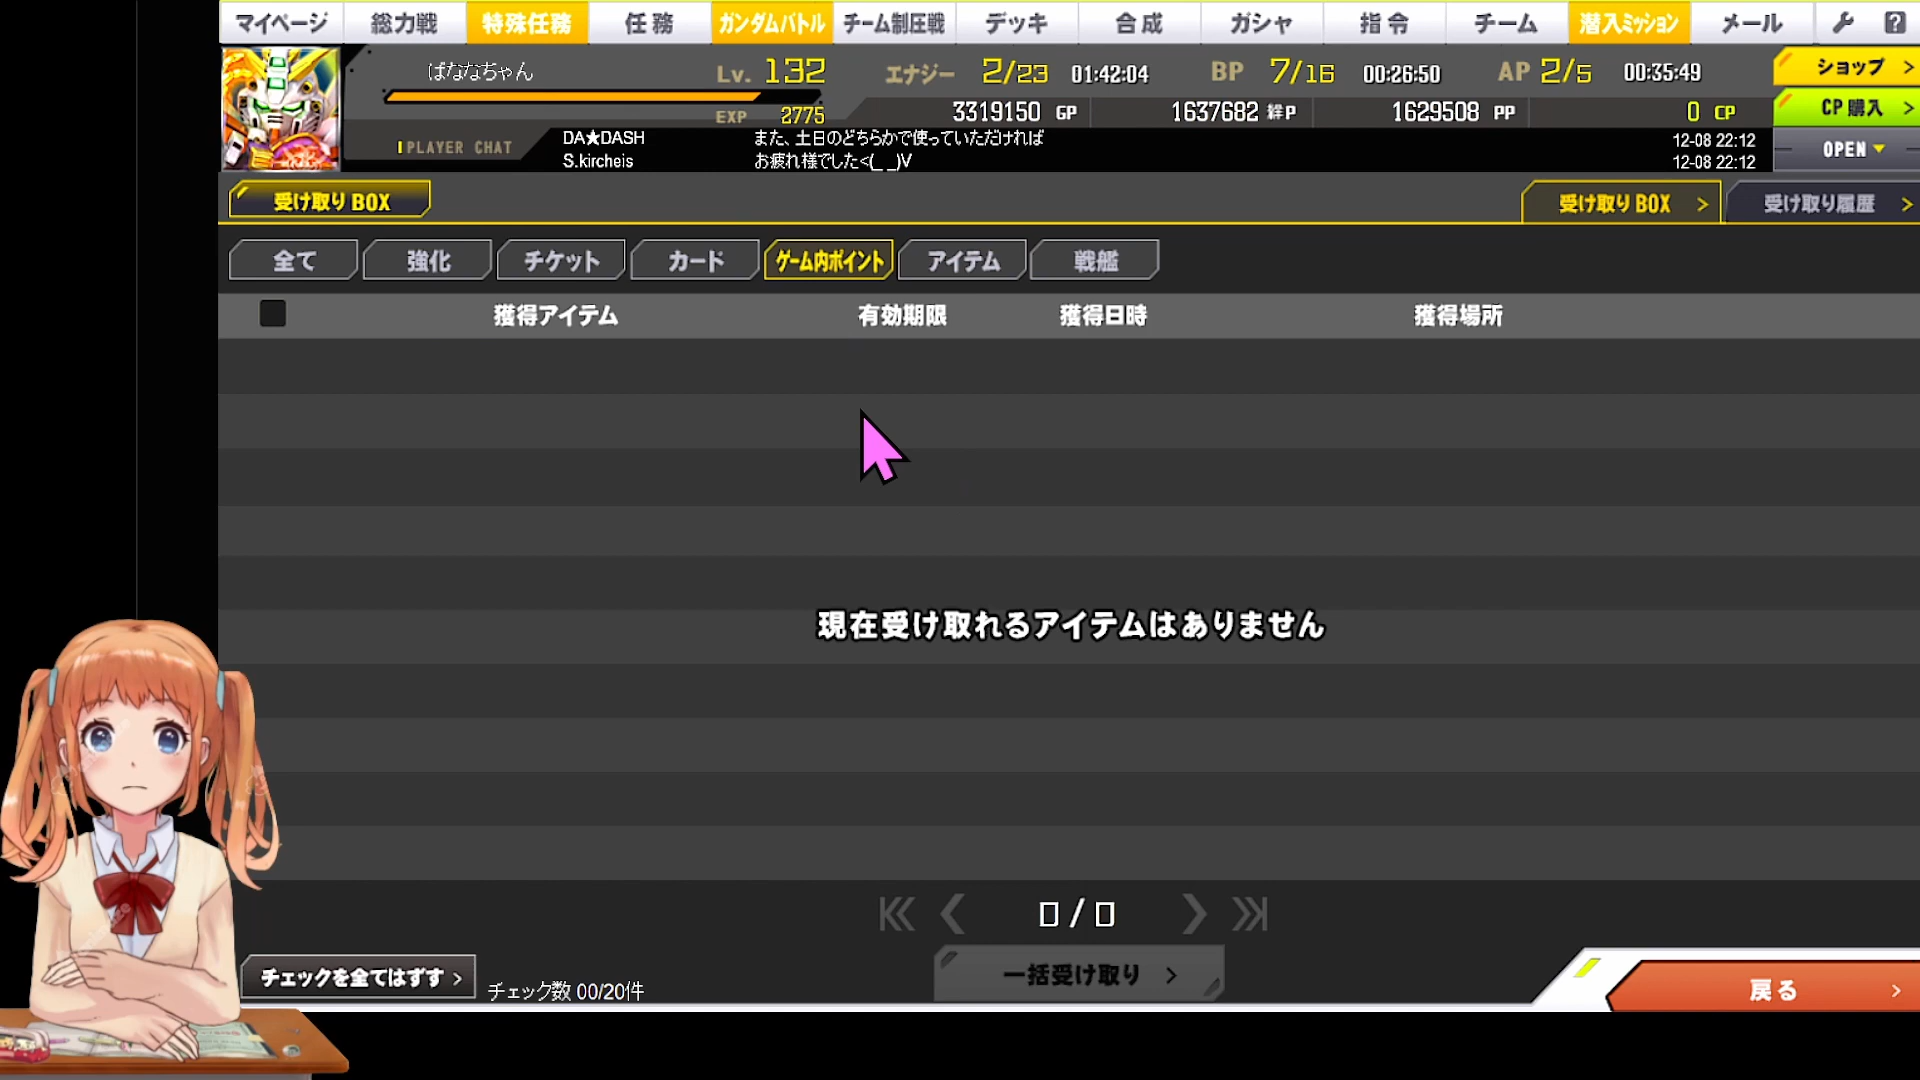 マイページ 総力戦 特殊任務 任務 ガンダムバトル チーム制圧戦 デッキ 合成 ガシャ 指令 チーム 潜入ミッション メール ?
ばななちゃん Lv. 132 エナジー 2/23 01:42:04 BP 7/16 00:26:50 AP 2/5 00:35:49 ショップ >
EXP 2775 3319150 GP 1637682 絆P 1629508 PP 0 CP CP購入 >
PLAYER CHAT DA★DASH また、土日のどちらかで使っていただければ 12-08 22:12 OPEN▼
S.kircheis お疲れ様でした<(_ _)V 12-08 22:12
受け取りBOX 受け取りBOX > 受け取り履歴 >
全て 強化 チケット カード ゲーム内ポイント アイテム 戦艦
獲得アイテム 有効期限 獲得日時 獲得場所
現在受け取れるアイテムはありません
0/0
チェックを全てはずす > チェック数 00/20件 一括受け取り > 戻る >